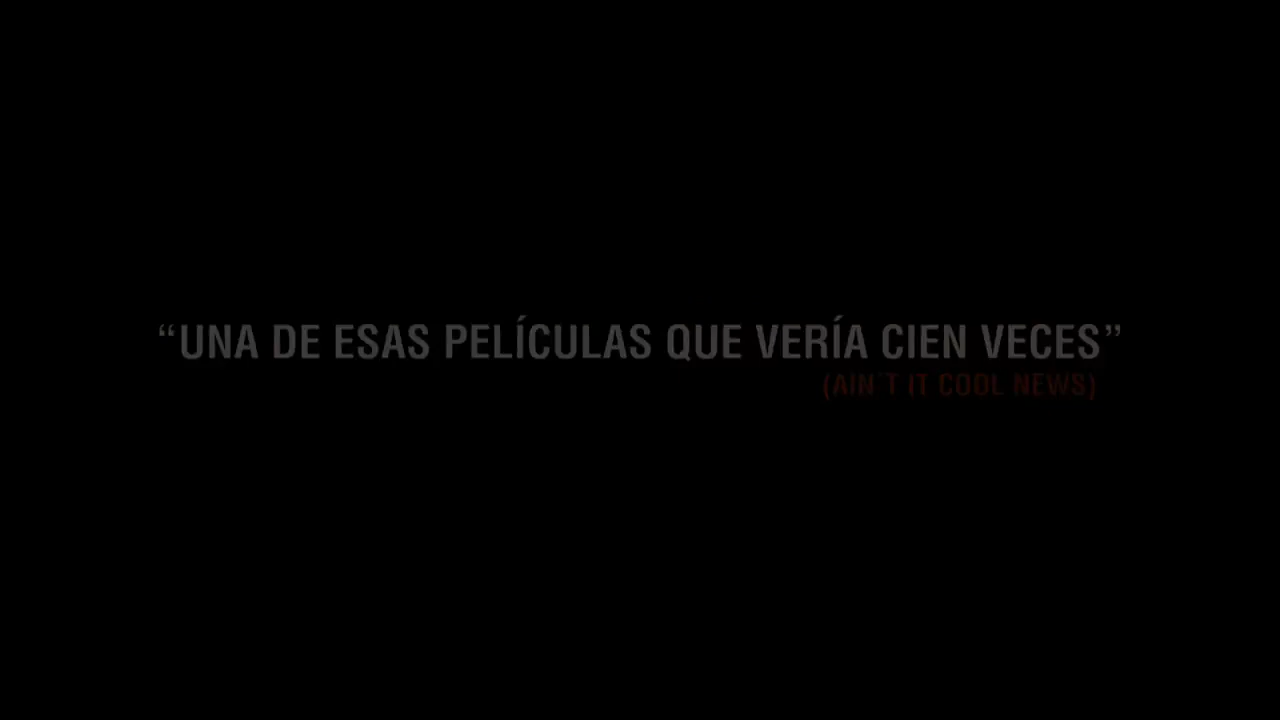 “UNA DE ESAS PELÍCULAS QUE VERÍA CIEN VECES”
(AIN´T IT COOL NEWS)